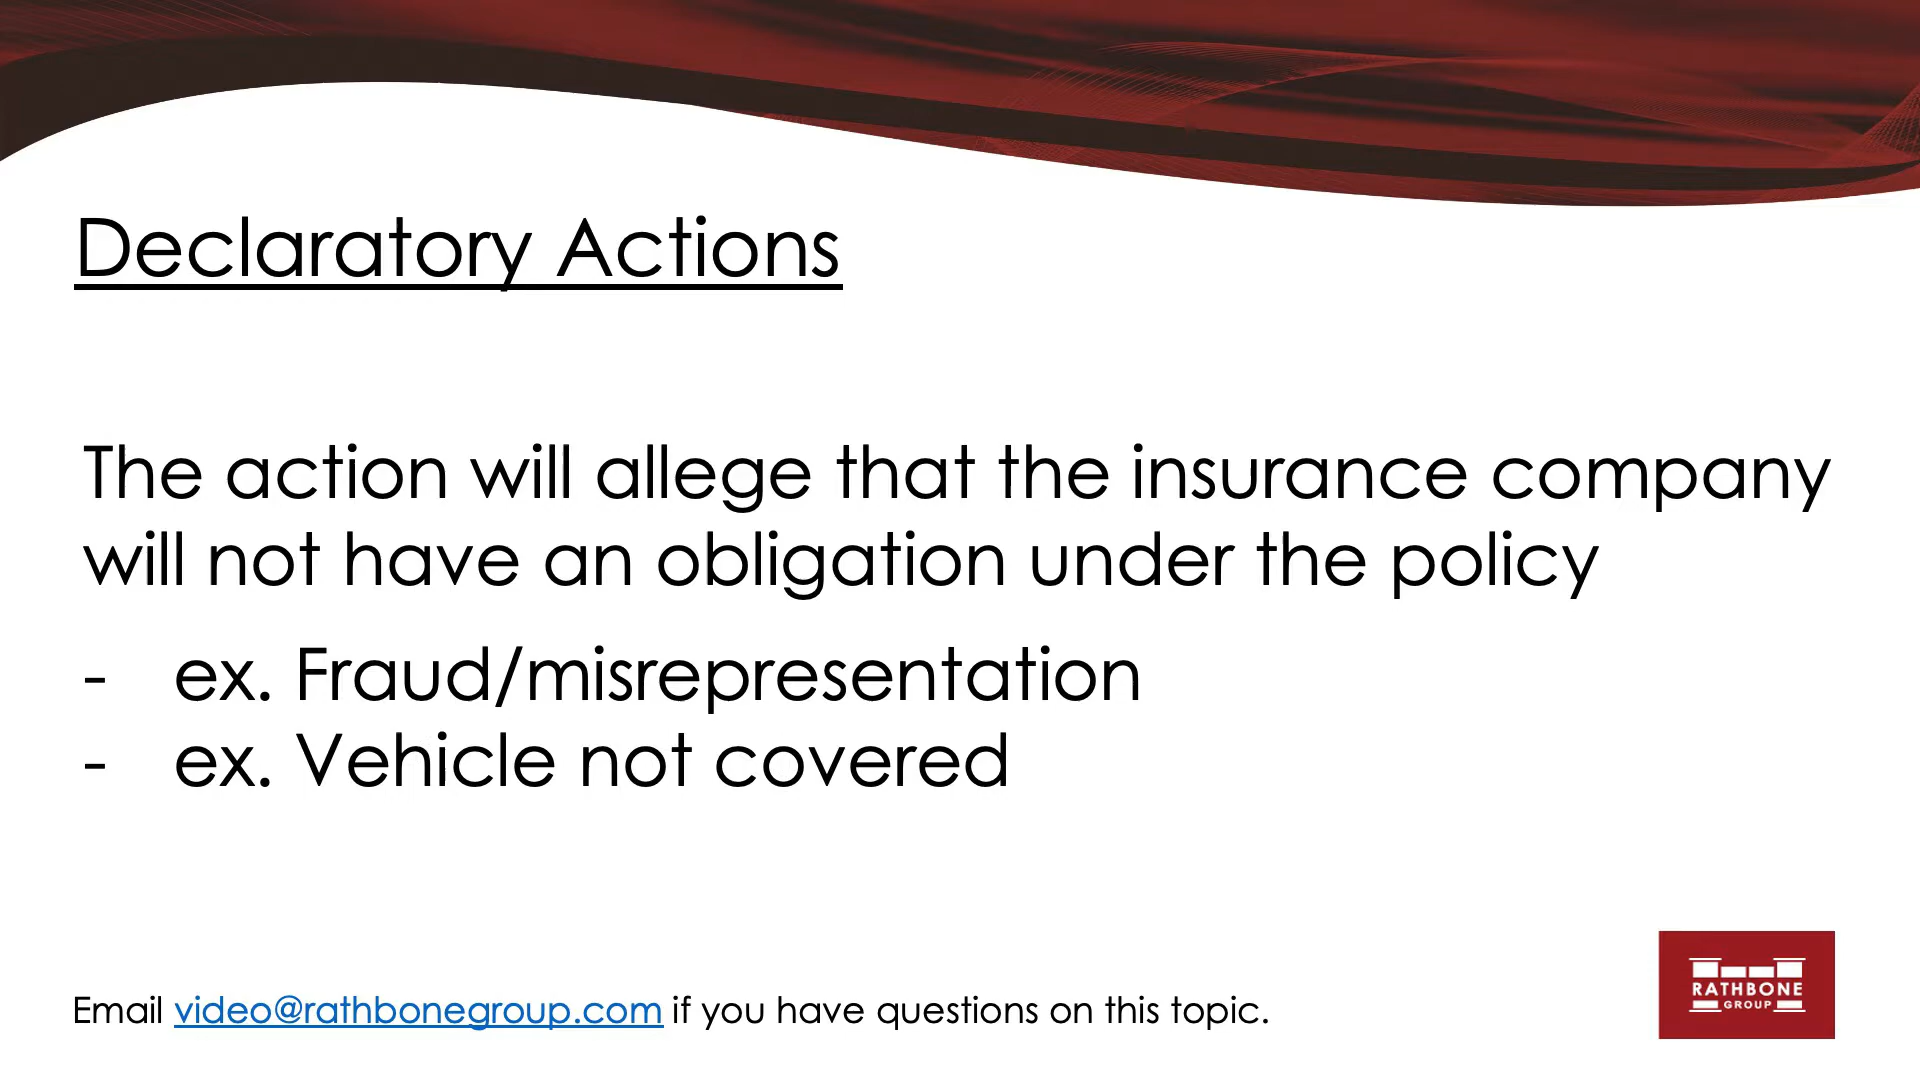 Declaratory Actions
The action will allege that the insurance company
will not have an obligation under the policy
- ex. Fraud/misrepresentation
- ex. Vehicle not covered
Email video@rathbonegroup.com if you have questions on this topic.
RATHBONE
GROUP